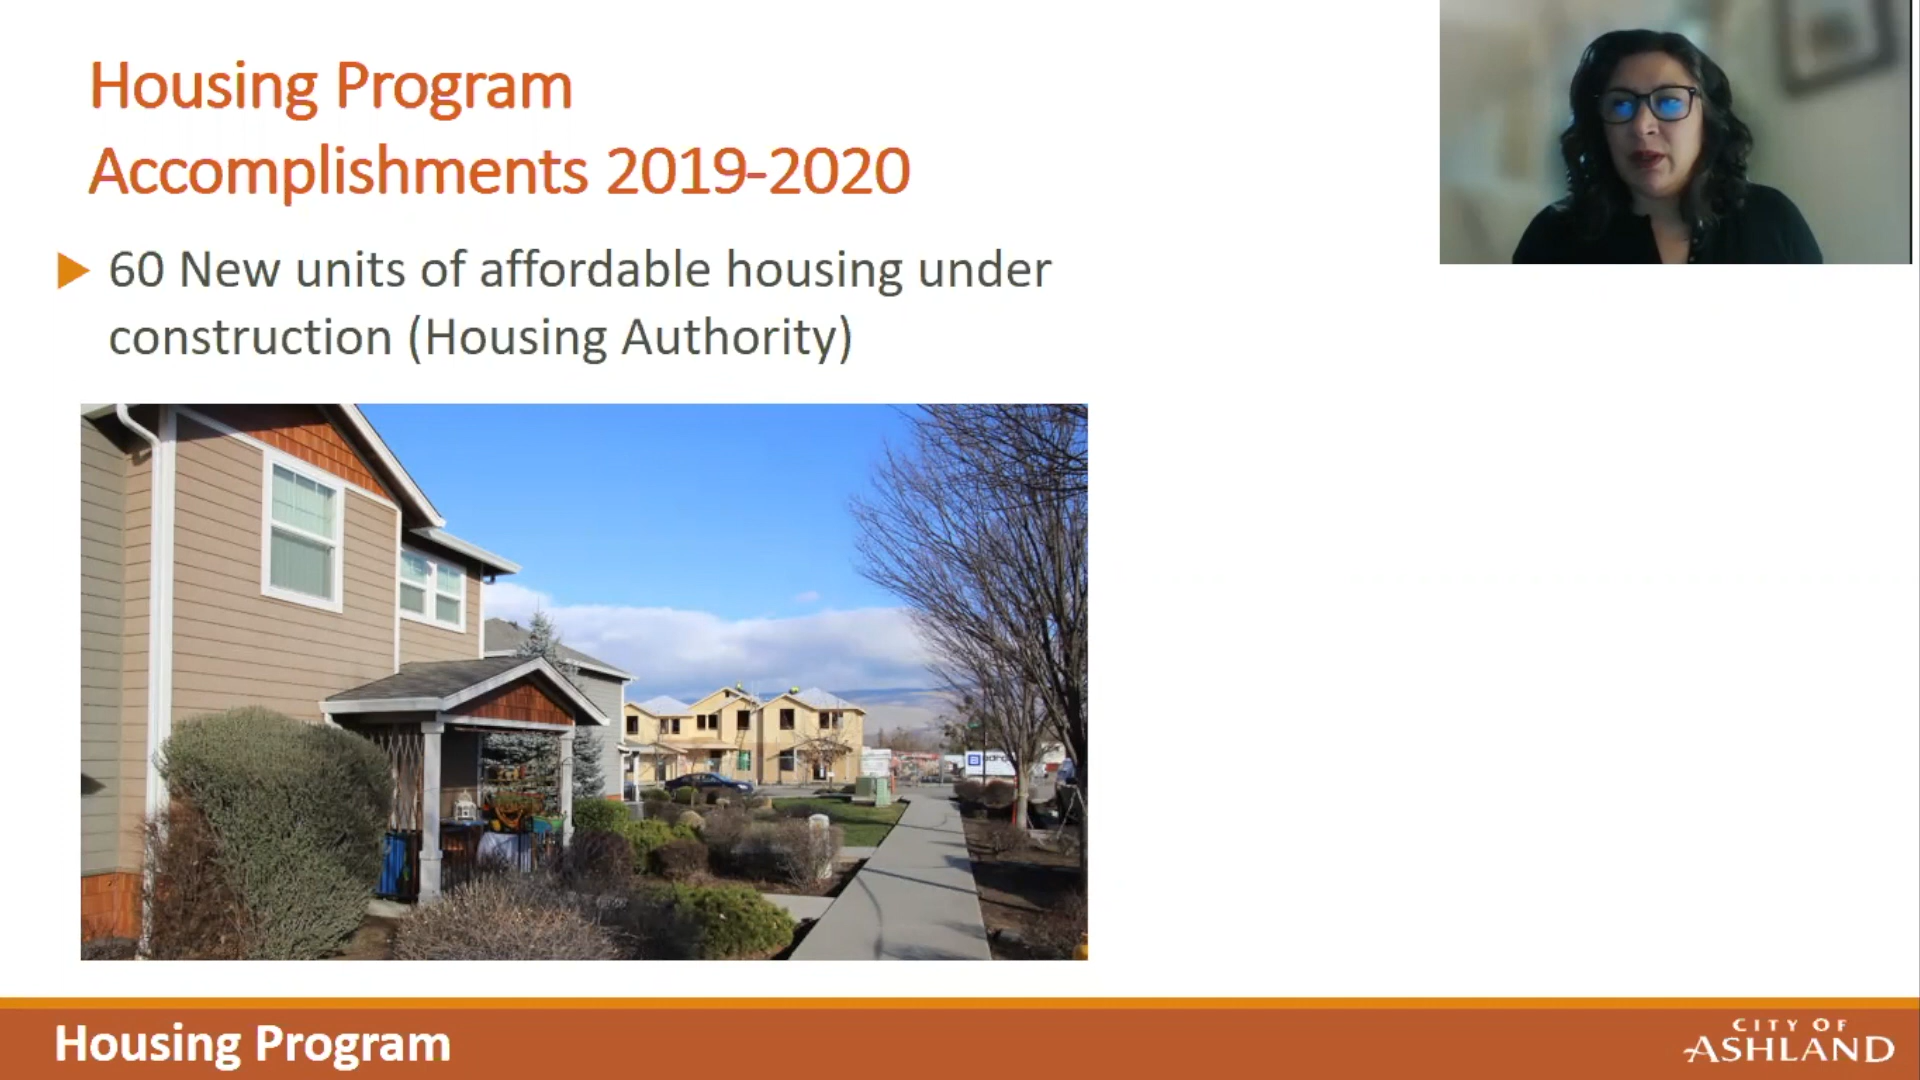 Housing Program
Accomplishments 2019-2020
60 New units of affordable housing under
construction (Housing Authority)
Housing Program
CITY OF
ASHLAND